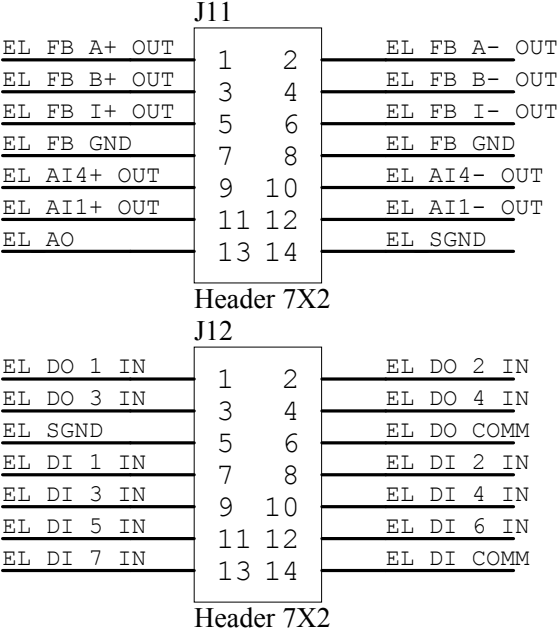 J11
EL FB A+ OUT 1 2 EL FB A- OUT
EL FB B+ OUT 3 4 EL FB B- OUT
EL FB I+ OUT 5 6 EL FB I- OUT
EL FB GND 7 8 EL FB GND
EL AI4+ OUT 9 10 EL AI4- OUT
EL AI1+ OUT 11 12 EL AI1- OUT
EL AO 13 14 EL SGND
Header 7X2
J12
EL DO 1 IN 1 2 EL DO 2 IN
EL DO 3 IN 3 4 EL DO 4 IN
EL SGND 5 6 EL DO COMM
EL DI 1 IN 7 8 EL DI 2 IN
EL DI 3 IN 9 10 EL DI 4 IN
EL DI 5 IN 11 12 EL DI 6 IN
EL DI 7 IN 13 14 EL DI COMM
Header 7X2